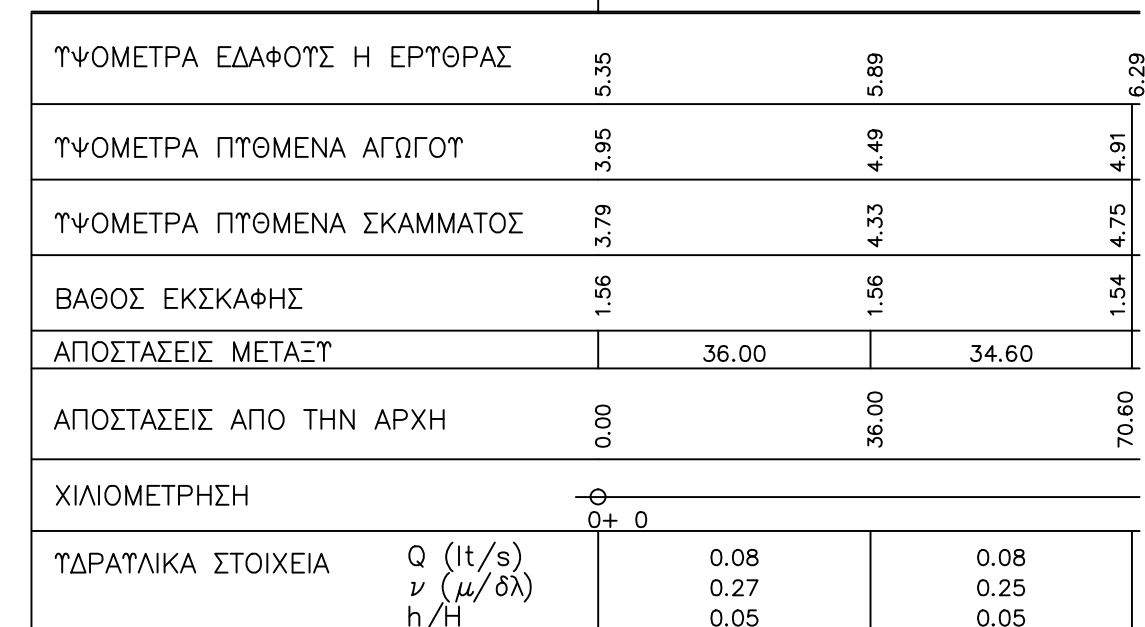 ΥΨΟΜΕΤΡΑ ΕΔΑΦΟΥΣ Η ΕΡΥΘΡΑΣ 5.35 5.89 6.29
ΥΨΟΜΕΤΡΑ ΠΥΘΜΕΝΑ ΑΓΩΓΟΥ 3.95 4.49 4.91
ΥΨΟΜΕΤΡΑ ΠΥΘΜΕΝΑ ΣΚΑΜΜΑΤΟΣ 3.79 4.33 4.75
ΒΑΘΟΣ ΕΚΣΚΑΦΗΣ 1.56 1.56 1.54
ΑΠΟΣΤΑΣΕΙΣ ΜΕΤΑΞΥ 36.00 34.60
ΑΠΟΣΤΑΣΕΙΣ ΑΠΟ ΤΗΝ ΑΡΧΗ 0.00 36.00 70.60
ΧΙΛΙΟΜΕΤΡΗΣΗ
0+ 0
ΥΔΡΑΥΛΙΚΑ ΣΤΟΙΧΕΙΑ Q (lt/s) 0.08 0.08
ν (μ/δλ) 0.27 0.25
h/H 0.05 0.05